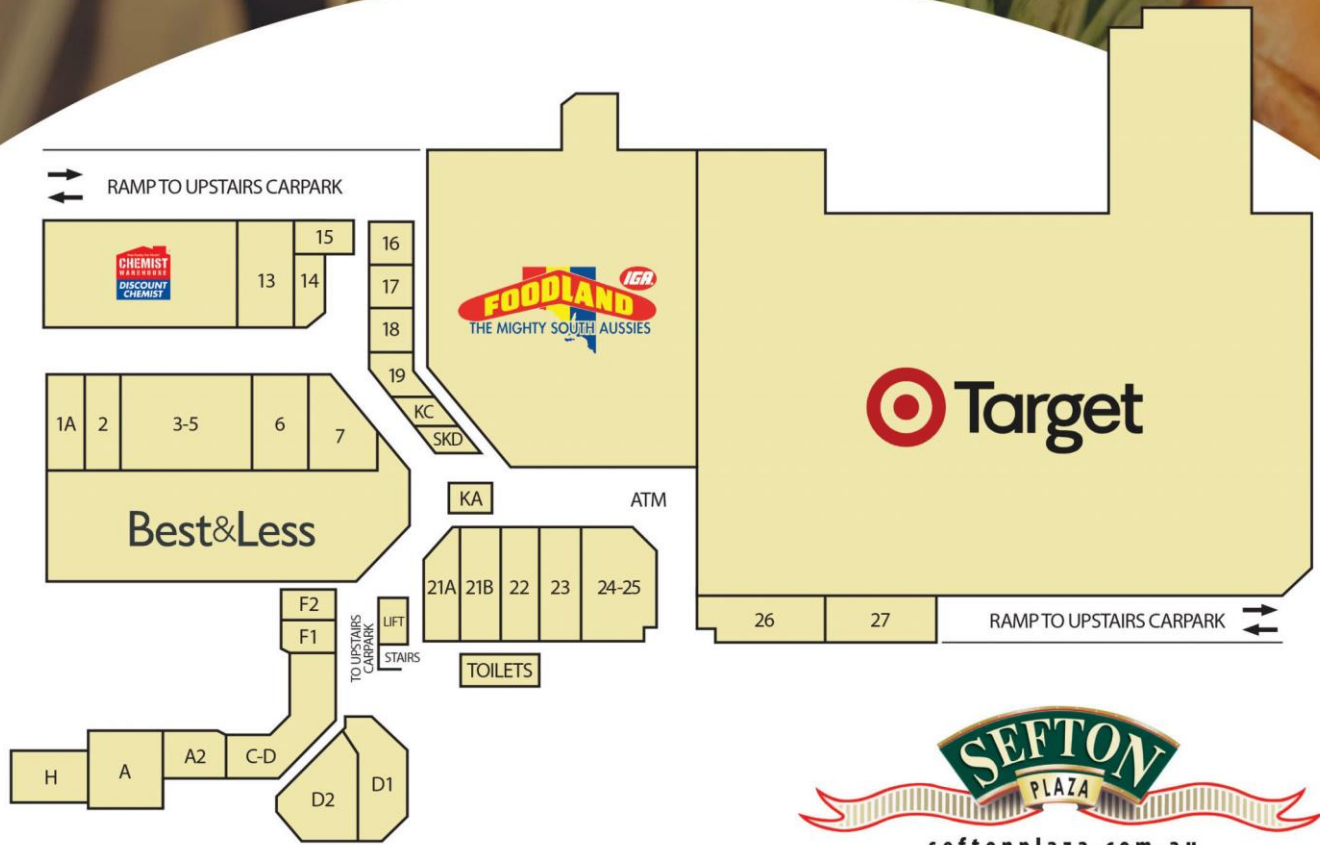 RAMP TO UPSTAIRS CARPARK
CHEMIST
WAREHOUSE
DISCOUNT
CHEMIST
13
14
15
16
17
18
19
KC
SKD
FOODLAND
IGA
THE MIGHTY SOUTH AUSSIES
Target
1A
2
3-5
6
7
Best&Less
KA
ATM
21A
21B
22
23
24-25
26
27
RAMP TO UPSTAIRS CARPARK
F2
F1
TO UPSTAIRS
CARPARK
LIFT
STAIRS
TOILETS
H
A
A2
C-D
D2
D1
SEFTON
PLAZA
seftonplaza.com.au